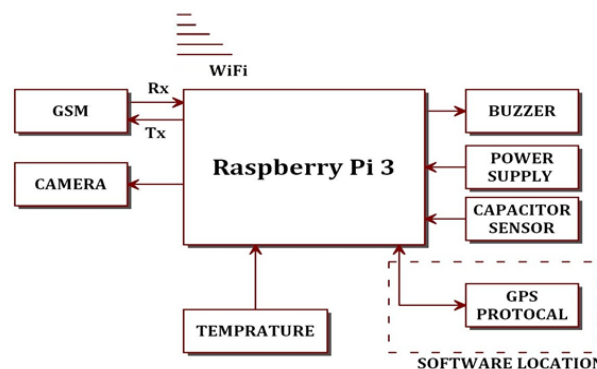 WiFi
Rx
GSM
Tx
CAMERA
Raspberry Pi 3
BUZZER
POWER
SUPPLY
CAPACITOR
SENSOR
GPS
PROTOCAL
TEMPRATURE
SOFTWARE LOCATION